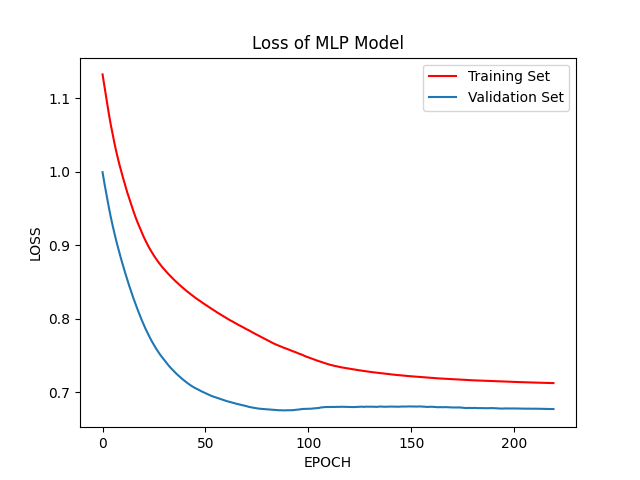 Loss of MLP Model
Training Set
Validation Set
1.1
1.0
0.9
0.8
0.7
LOSS
0
50
100
150
200
EPOCH